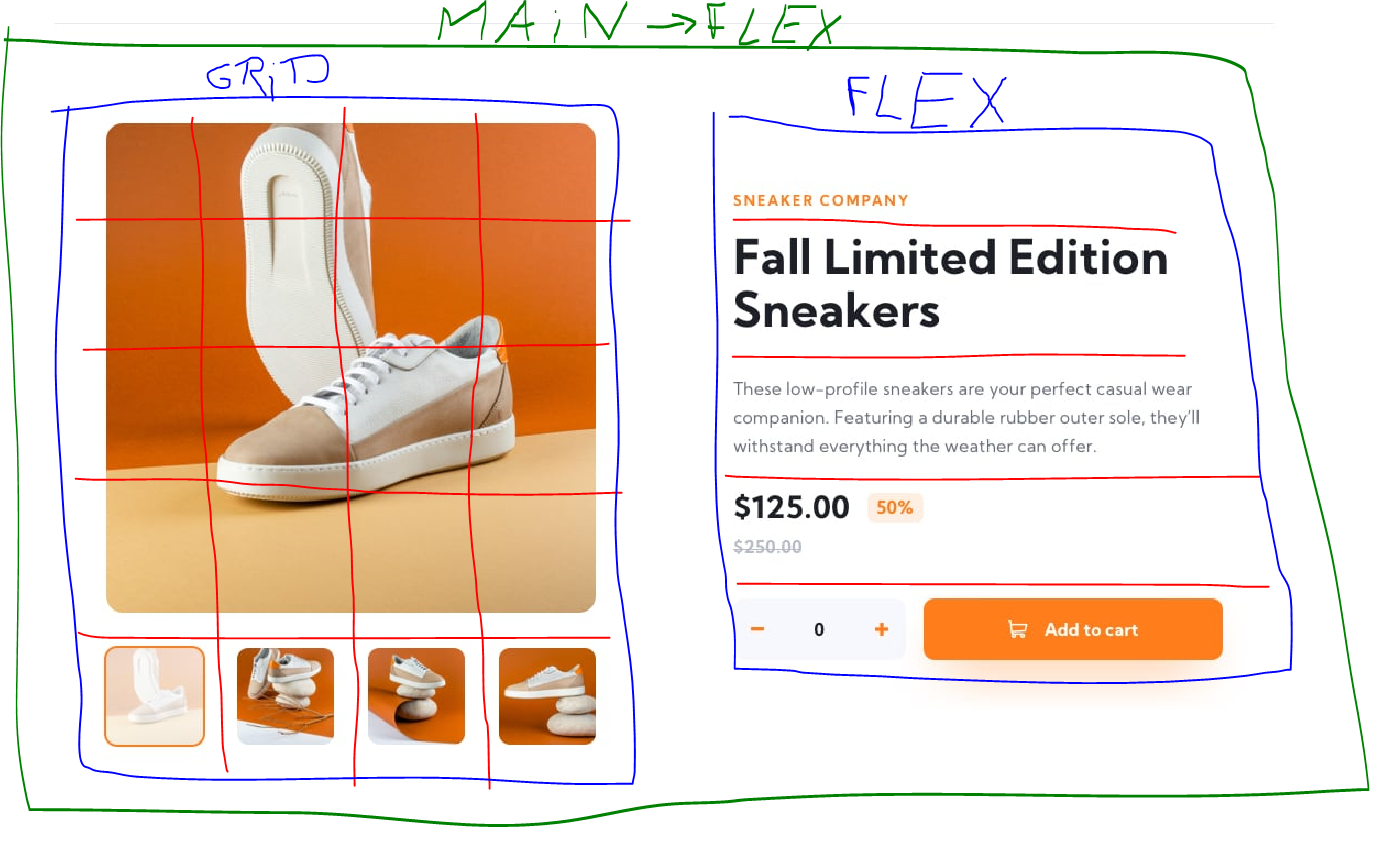 MAiN →FLEX
GRiD
FLEX
SNEAKER COMPANY
Fall Limited Edition
Sneakers
These low-profile sneakers are your perfect casual wear
companion. Featuring a durable rubber outer sole, they'll
withstand everything the weather can offer.
$125.00 50%
$250.00
− 0 + Add to cart